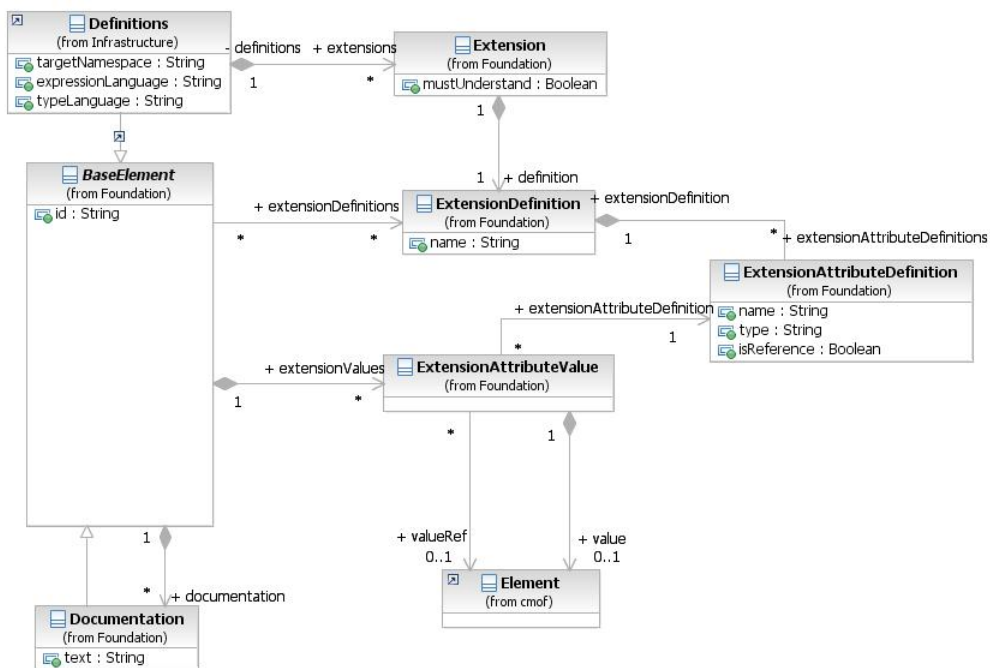 Definitions
(from Infrastructure)
targetNamespace : String
expressionLanguage : String
typeLanguage : String
- definitions
+ extensions
1
*
Extension
(from Foundation)
mustUnderstand : Boolean
1
1
+ definition
BaseElement
(from Foundation)
id : String
+ extensionDefinitions
*
*
ExtensionDefinition
(from Foundation)
name : String
+ extensionDefinition
1
*
+ extensionAttributeDefinitions
ExtensionAttributeDefinition
(from Foundation)
name : String
type : String
isReference : Boolean
+ extensionAttributeDefinition
1
*
+ extensionValues
1
*
ExtensionAttributeValue
(from Foundation)
*
1
+ valueRef
0..1
+ value
0..1
Element
(from cmof)
1
*
+ documentation
Documentation
(from Foundation)
text : String